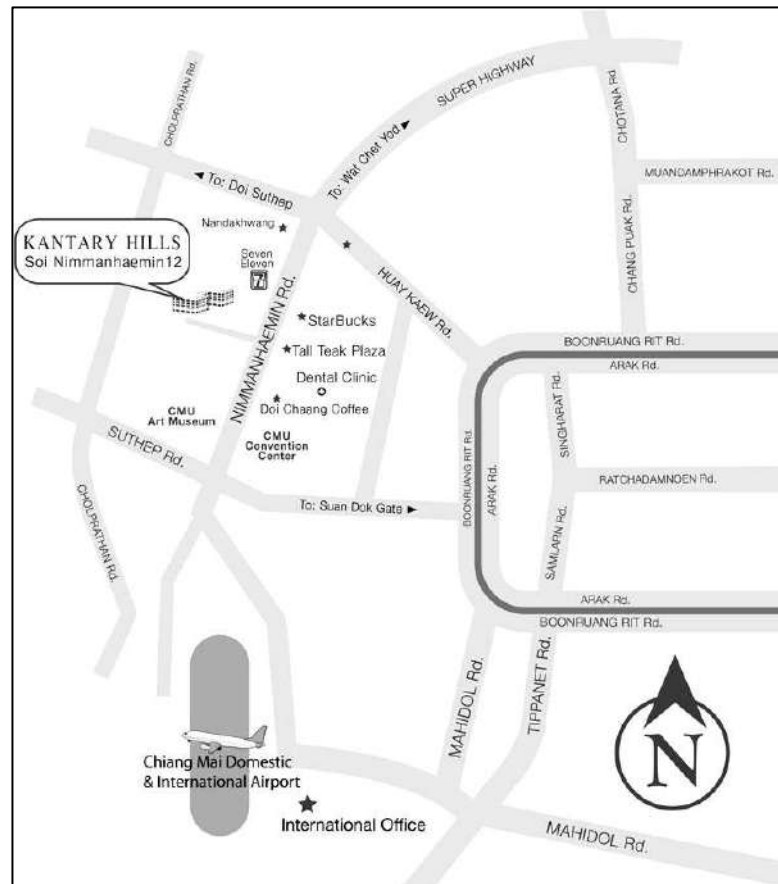 CHOLPRATHAN Rd.
SUPER HIGHWAY
CHOTANA Rd.
To: Wat Chet Yod
MUANDAMPHRAKOT Rd.
To: Doi Suthep
Nandakhwang
KANTARY HILLS
Soi Nimmanhaemin12
Seven
Eleven
7
CHANG PUAK Rd.
HUAY KAEW Rd.
NIMMANHAEMIN Rd.
StarBucks
BOONRUANG RIT Rd.
Tall Teak Plaza
ARAK Rd.
Dental Clinic
Doi Chaang Coffee
CMU
Art Museum
SINGHARAT Rd.
SUTHEP Rd.
CMU
Convention
Center
BOONRUANG RIT Rd.
ARAK Rd.
RATCHADAMNOEN Rd.
To: Suan Dok Gate
CHOLPRATHAN Rd.
SAMLARN Rd.
ARAK Rd.
BOONRUANG RIT Rd.
MAHIDOL Rd.
TIPPANET Rd.
N
Chiang Mai Domestic
& International Airport
International Office
MAHIDOL Rd.